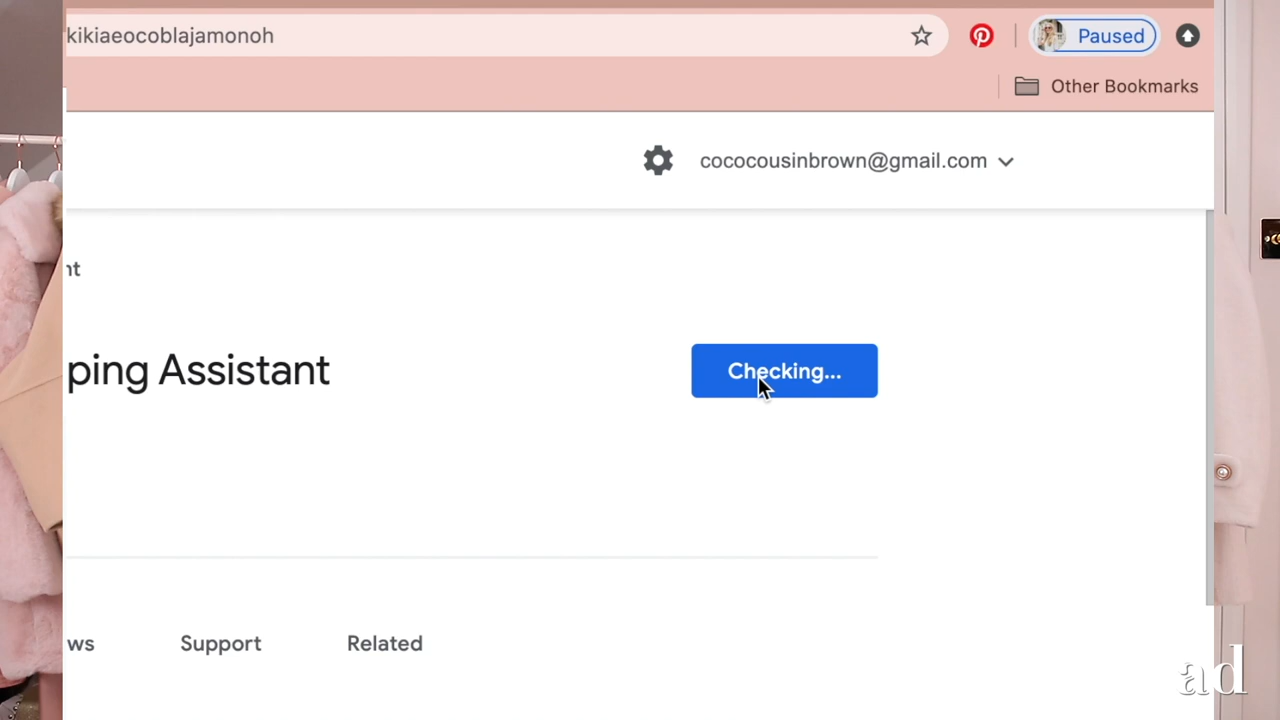 kikiaeocoblajamonoh
Paused
Other Bookmarks
cococousinbrown@gmail.com
nt
ping Assistant
Checking...
ws
Support
Related
ad